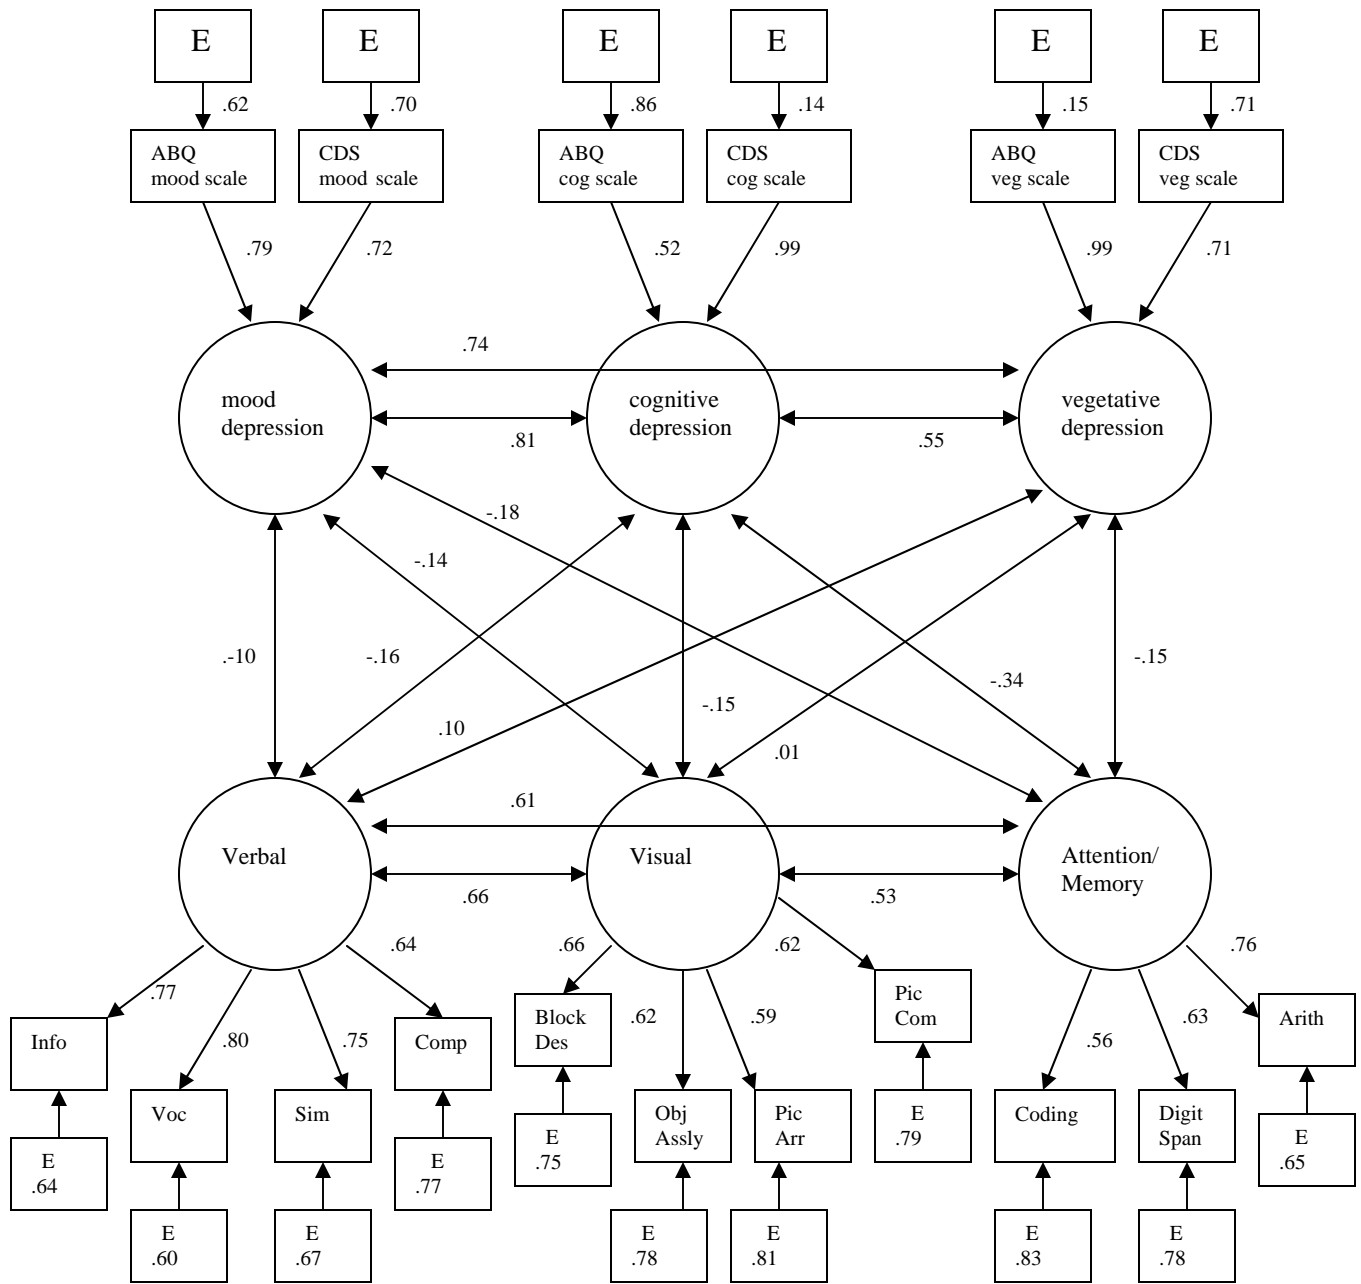 E
E
E
E
E
E
.62
.70
.86
.14
.15
.71
ABQ
mood scale
CDS
mood scale
ABQ
cog scale
CDS
cog scale
ABQ
veg scale
CDS
veg scale
.79
.72
.52
.99
.99
.71
.74
mood
depression
cognitive
depression
vegetative
depression
.81
.55
-.18
-.14
.-10
-.16
-.34
-.15
-.15
.10
.01
.61
Verbal
Visual
Attention/
Memory
.66
.53
.77
.80
.75
.64
.66
.62
.59
.62
.56
.63
.76
Info
Voc
Sim
Comp
Block
Des
Obj
Assly
Pic
Arr
Pic
Com
Coding
Digit
Span
Arith
E
.64
E
.60
E
.67
E
.77
E
.75
E
.78
E
.81
E
.79
E
.83
E
.78
E
.65